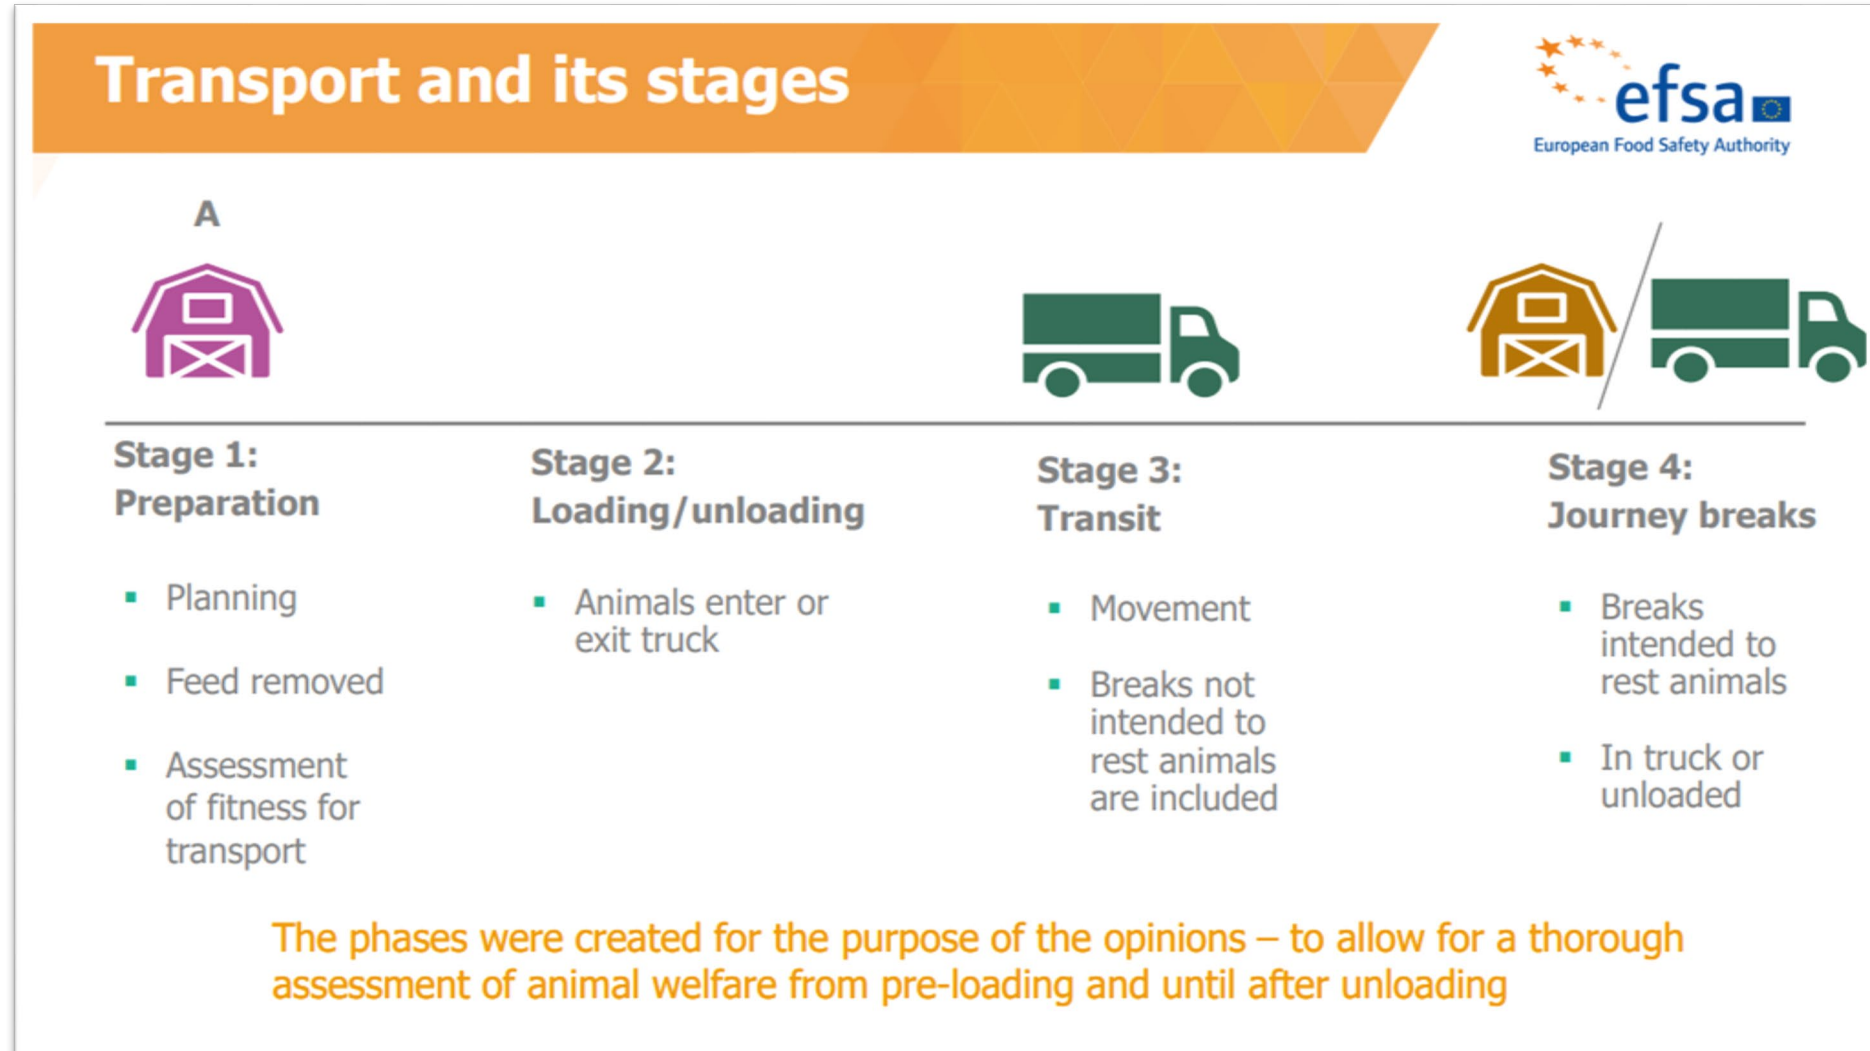 Transport and its stages
efsa
European Food Safety Authority
A
Stage 1:
Preparation
▪ Planning
▪ Feed removed
▪ Assessment
of fitness for
transport
Stage 2:
Loading/unloading
▪ Animals enter or
exit truck
Stage 3:
Transit
▪ Movement
▪ Breaks not
intended to
rest animals
are included
Stage 4:
Journey breaks
▪ Breaks
intended to
rest animals
▪ In truck or
unloaded
The phases were created for the purpose of the opinions – to allow for a thorough
assessment of animal welfare from pre-loading and until after unloading